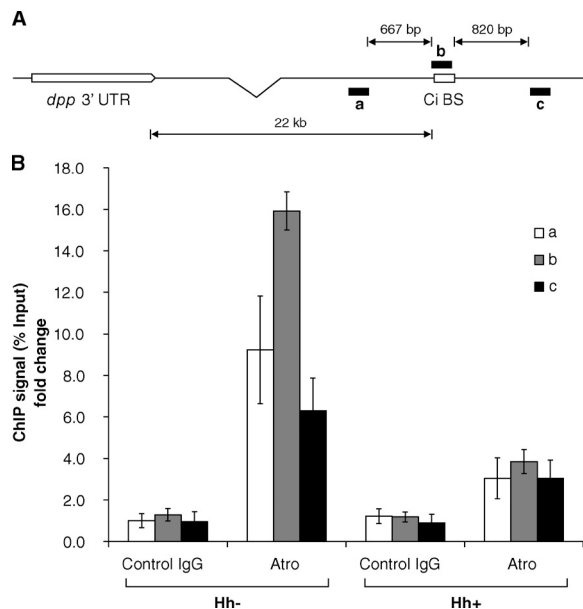 A
667 bp
b
820 bp
dpp 3' UTR
a
Ci BS
c
22 kb
B
18.0
16.0
14.0
12.0
10.0
8.0
6.0
4.0
2.0
0.0
ChIP signal (% Input)
fold change
a
b
c
Control IgG
Atro
Control IgG
Atro
Hh-
Hh+